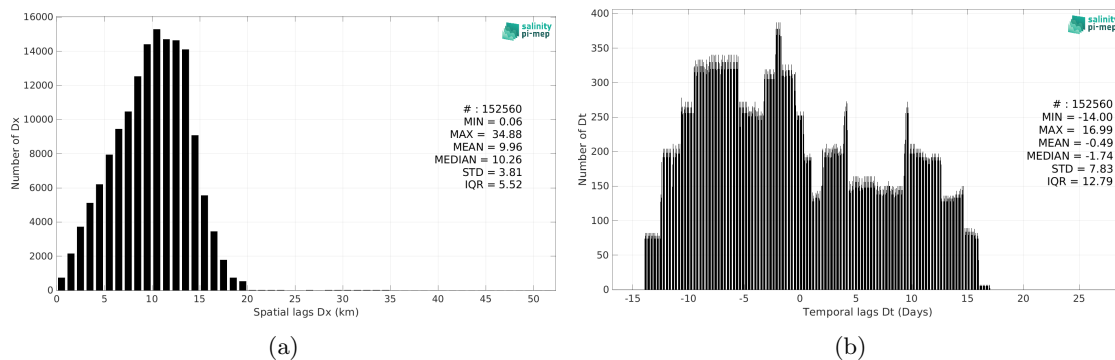 16000
14000
12000
10000
8000
6000
4000
2000
0
Number of Dx
salinity
pi-mep
# : 152560
MIN = 0.06
MAX = 34.88
MEAN = 9.96
MEDIAN = 10.26
STD = 3.81
IQR = 5.52
0 5 10 15 20 25 30 35 40 45 50
Spatial lags Dx (km)
(a)
400
350
300
250
200
150
100
50
0
Number of Dt
salinity
pi-mep
# : 152560
MIN = -14.00
MAX = 16.99
MEAN = -0.49
MEDIAN = -1.74
STD = 7.83
IQR = 12.79
-15 -10 -5 0 5 10 15 20 25
Temporal lags Dt (Days)
(b)